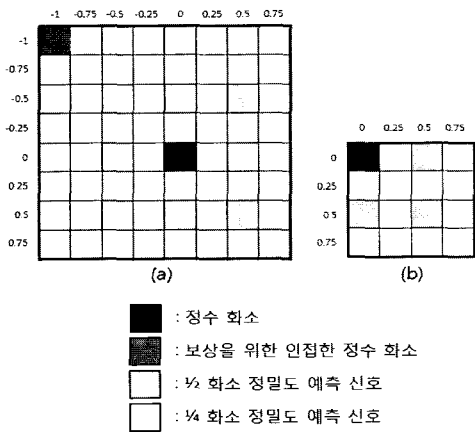 -1 -0.75 -0.5 -0.25 0 0.25 0.5 0.75
-1
-0.75
-0.5
-0.25
0
0.25
0.5
0.75
(a)
0 0.25 0.5 0.75
0
0.25
0.5
0.75
(b)
: 정수 화소
: 보상을 위한 인접한 정수 화소
: ½ 화소 정밀도 예측 신호
: ¼ 화소 정밀도 예측 신호